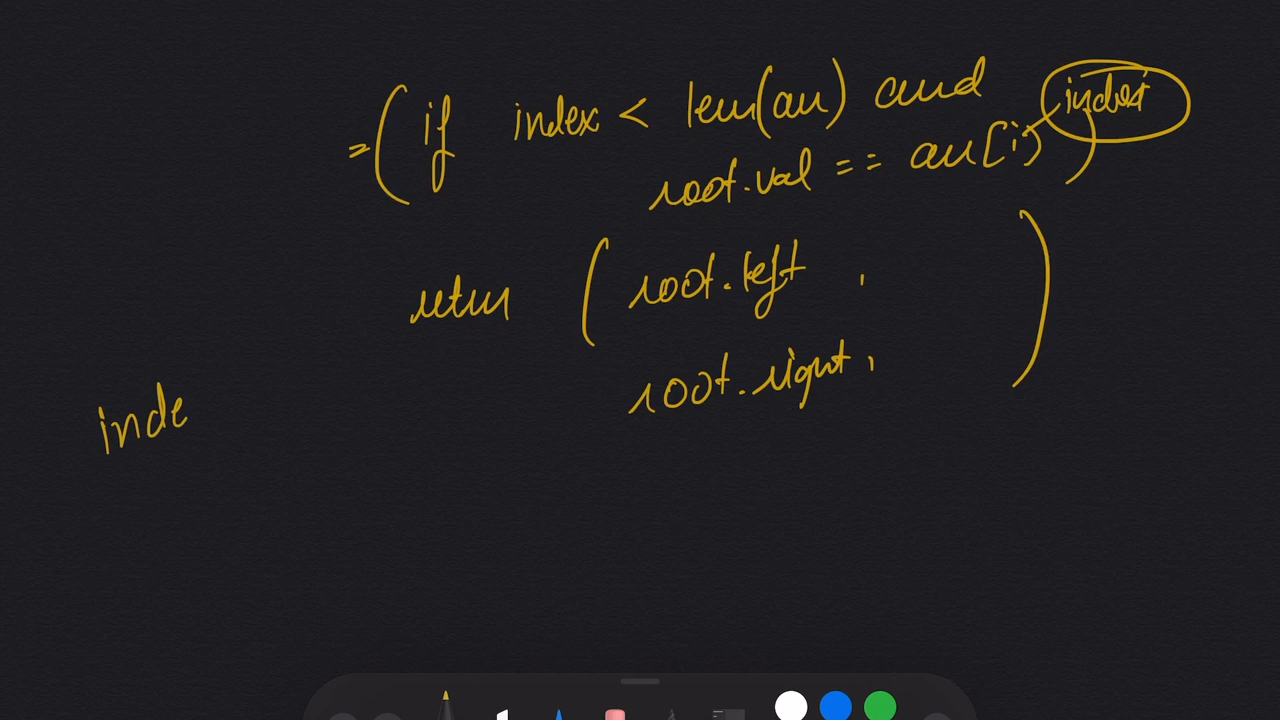 = ( if index < len(arr) and
root.val == arr[i] ) index
return ( root.left ,
root.right , )
inde